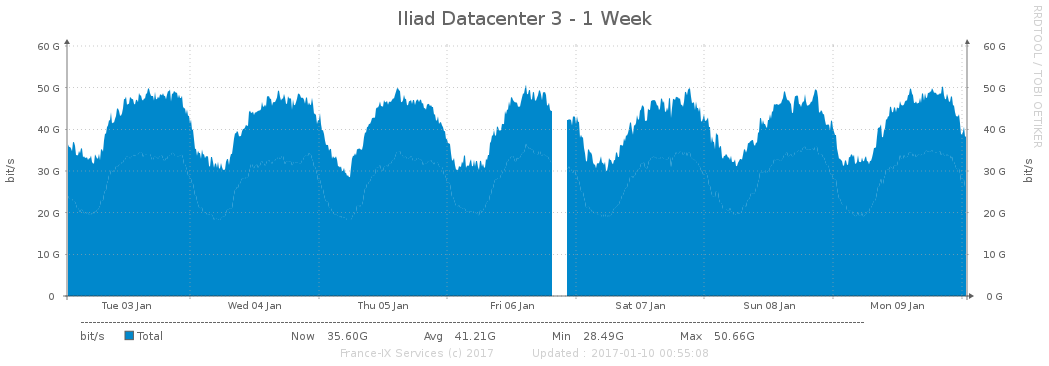 Iliad Datacenter 3 - 1 Week
RRDTOOL / TOBI OETIKER
60 G 60 G
50 G 50 G
40 G 40 G
30 G 30 G
20 G 20 G
10 G 10 G
0 0 G
bit/s bit/s
Tue 03 Jan Wed 04 Jan Thu 05 Jan Fri 06 Jan Sat 07 Jan Sun 08 Jan Mon 09 Jan
bit/s Total Now 35.60G Avg 41.21G Min 28.49G Max 50.66G
France-IX Services (c) 2017 Updated : 2017-01-10 00:55:08